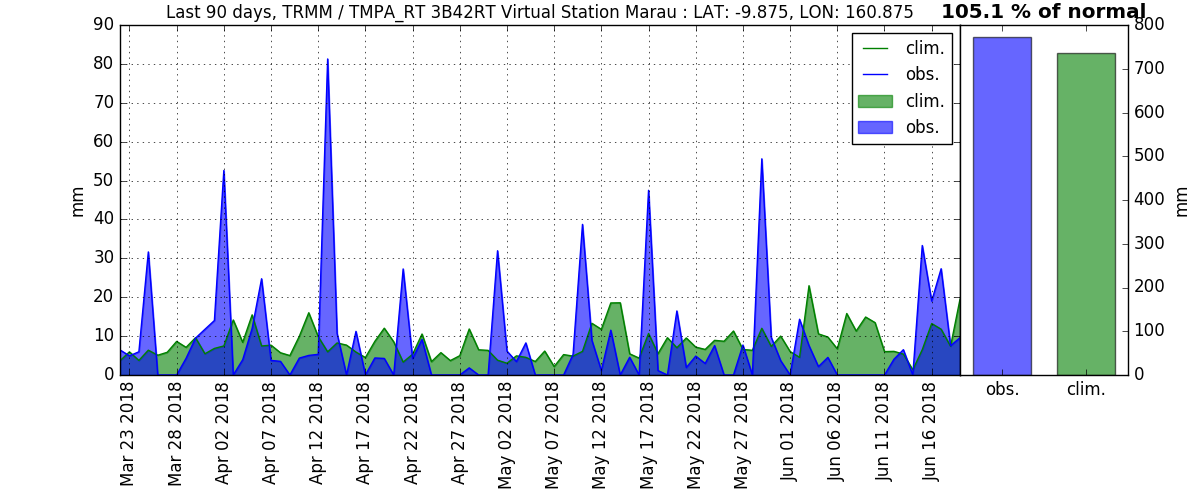 Last 90 days, TRMM / TMPA_RT 3B42RT Virtual Station Marau : LAT: -9.875, LON: 160.875
105.1 % of normal
90
80
70
60
50
40
30
20
10
0
mm
clim.
obs.
clim.
obs.
800
700
600
500
400
300
200
100
0
mm
obs.
clim.
Mar 23 2018
Mar 28 2018
Apr 02 2018
Apr 07 2018
Apr 12 2018
Apr 17 2018
Apr 22 2018
Apr 27 2018
May 02 2018
May 07 2018
May 12 2018
May 17 2018
May 22 2018
May 27 2018
Jun 01 2018
Jun 06 2018
Jun 11 2018
Jun 16 2018